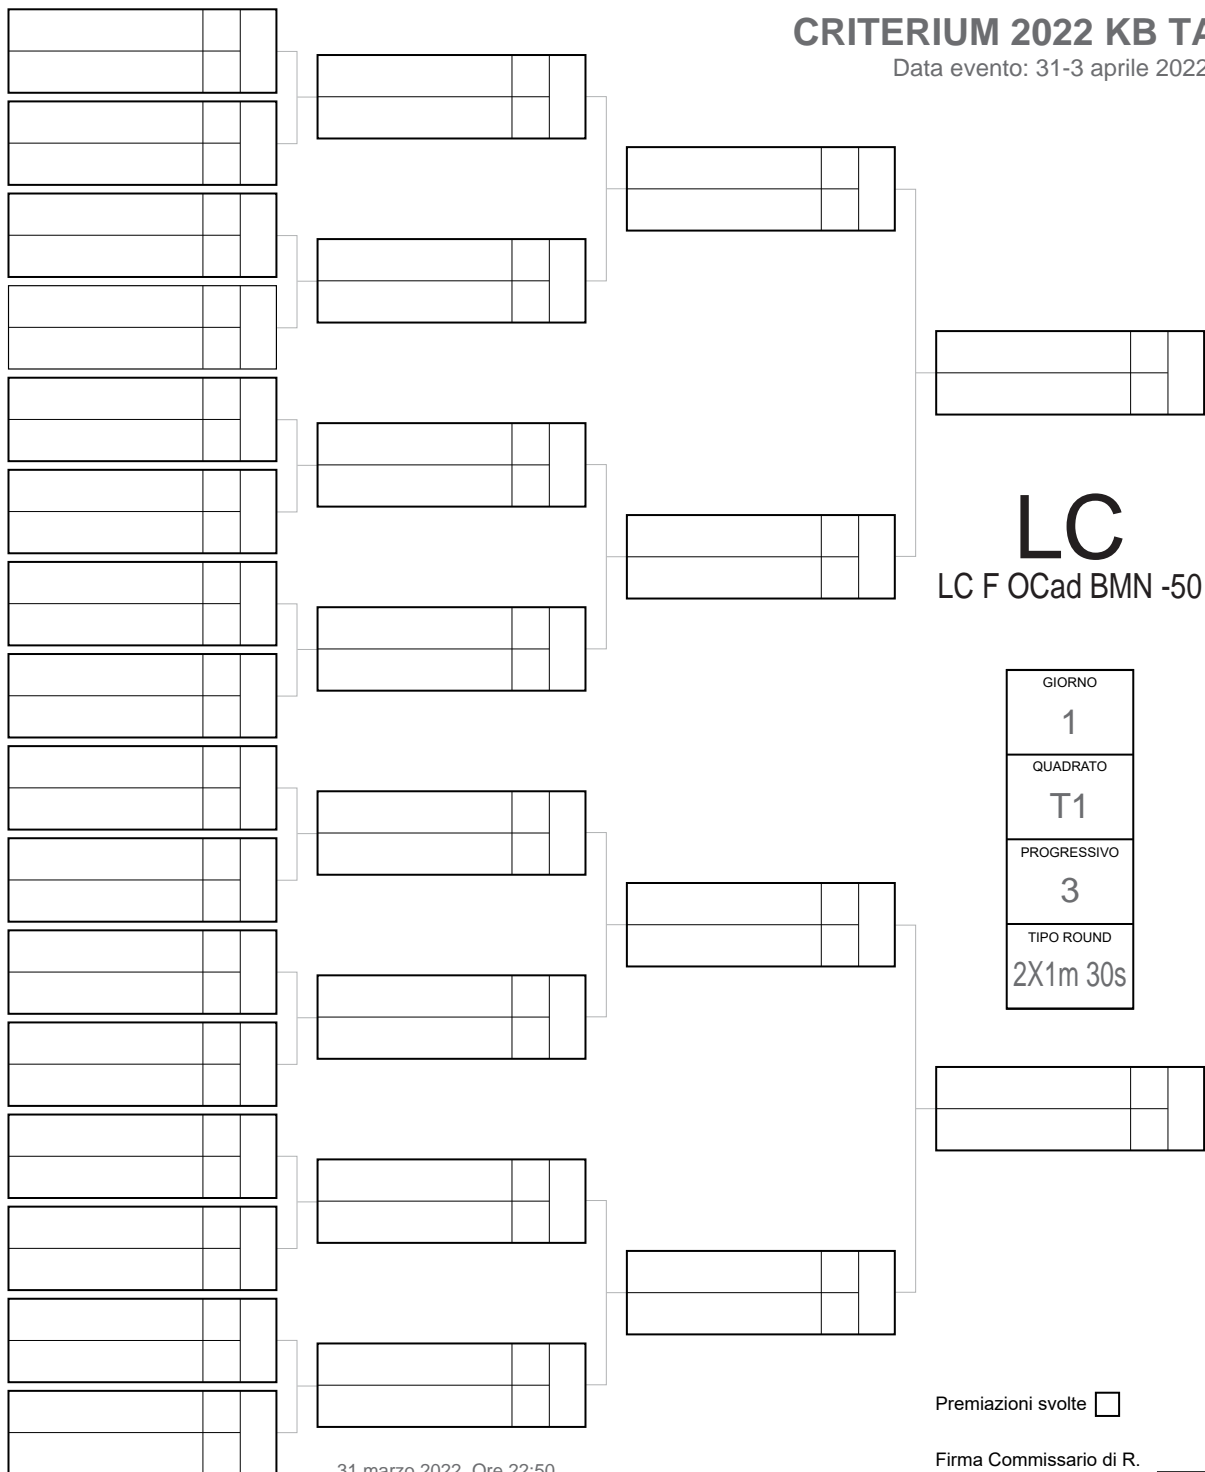 CRITERIUM 2022 KB TA
Data evento: 31-3 aprile 2022
LC
LC F OCad BMN -50
GIORNO
1
QUADRATO
T1
PROGRESSIVO
3
TIPO ROUND
2X1m 30s
Premiazioni svolte
Firma Commissario di R.
31 marzo 2022, Ore 22:50